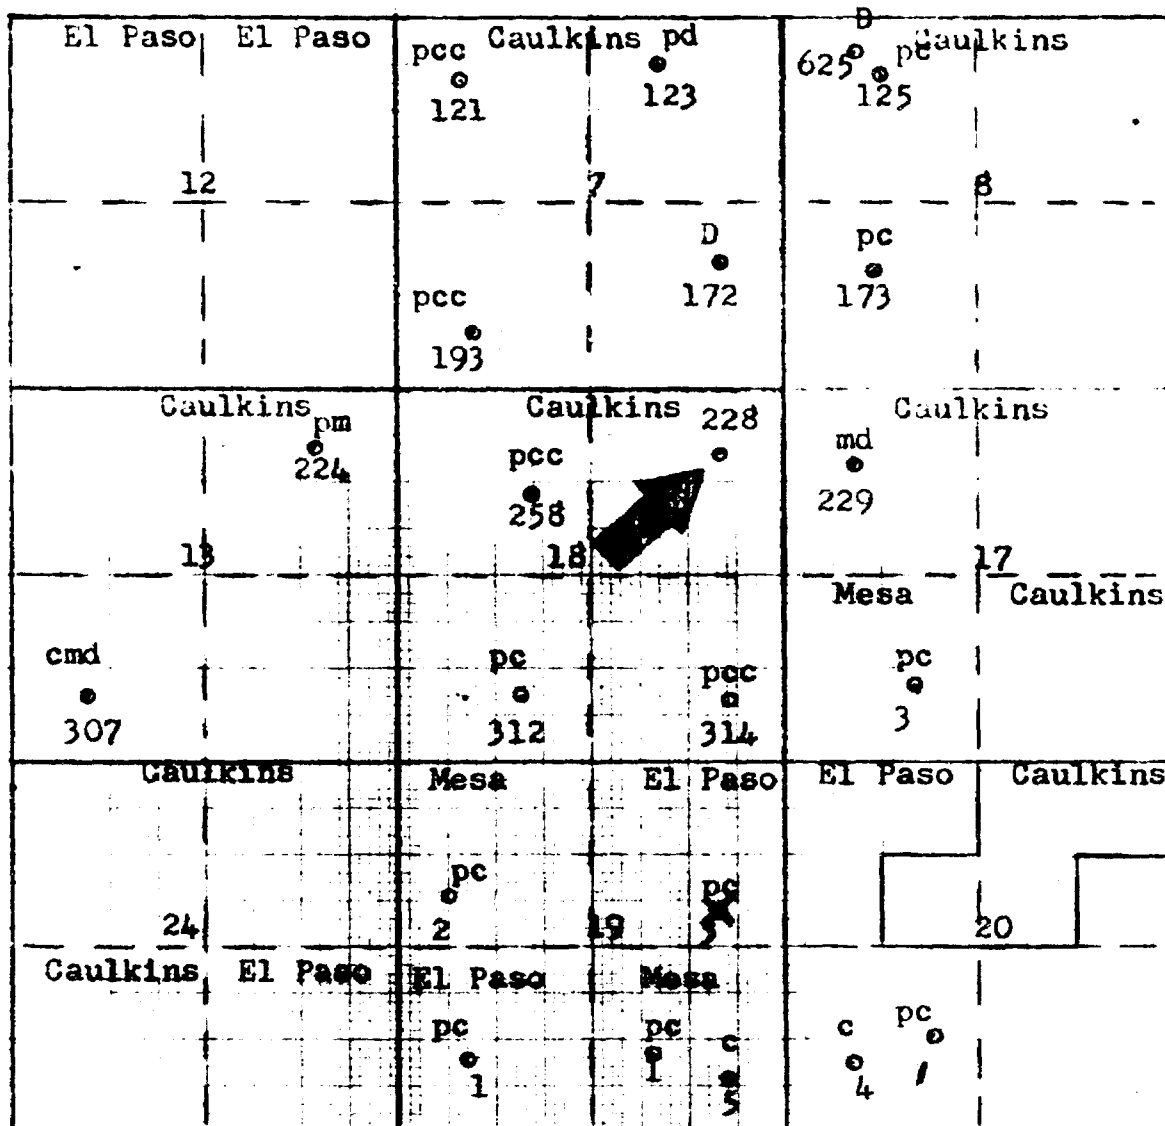 El Paso El Paso Caulkins Caulkins
D
pcc pd 625 pc
121 123 125
12 7 8
D pc
172 173
pcc
193
Caulkins Caulkins 228 Caulkins
pm md
224 pcc
258 229
13 18 17
Mesa Caulkins
cmd pc pcc pc
307 312 314 3
Caulkins Mesa El Paso El Paso Caulkins
pc pc
24 2 19 20
Caulkins El Paso El Paso Mesa
pc pc c c pc
1 1 4 1